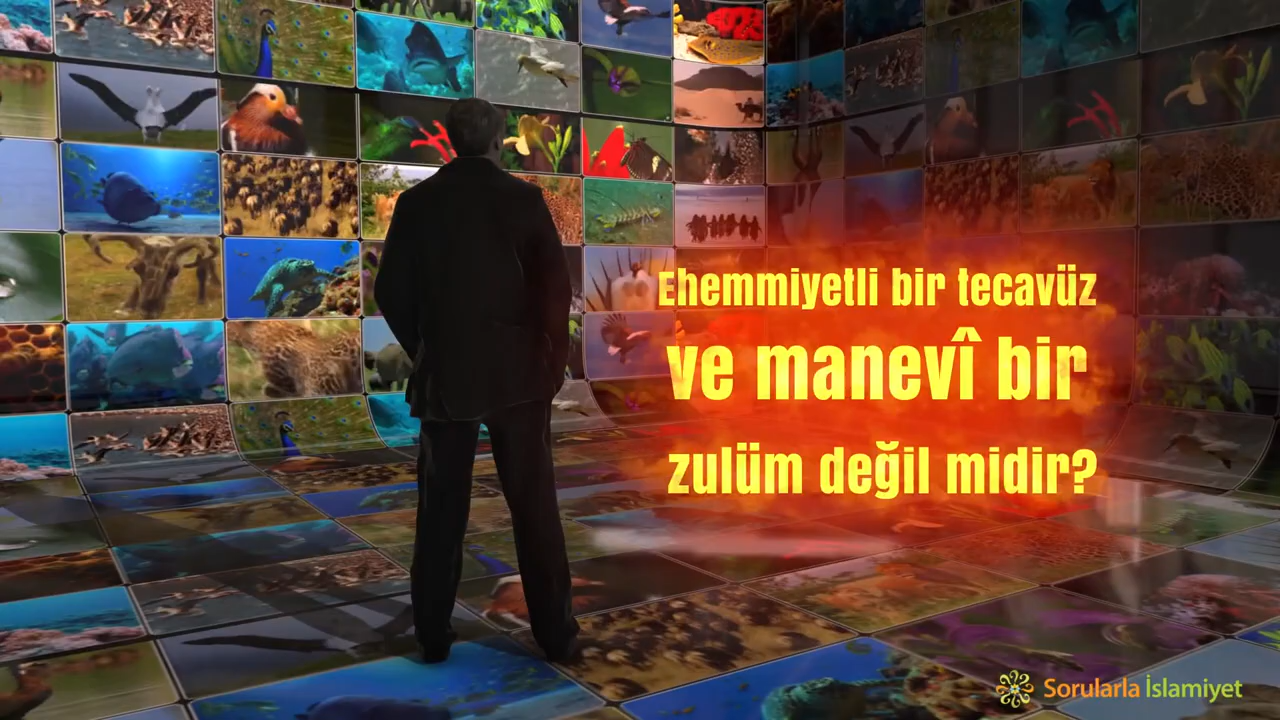 Ehemmiyetli bir tecavüz
ve manevî bir
zulüm değil midir?
Sorularla İslamiyet